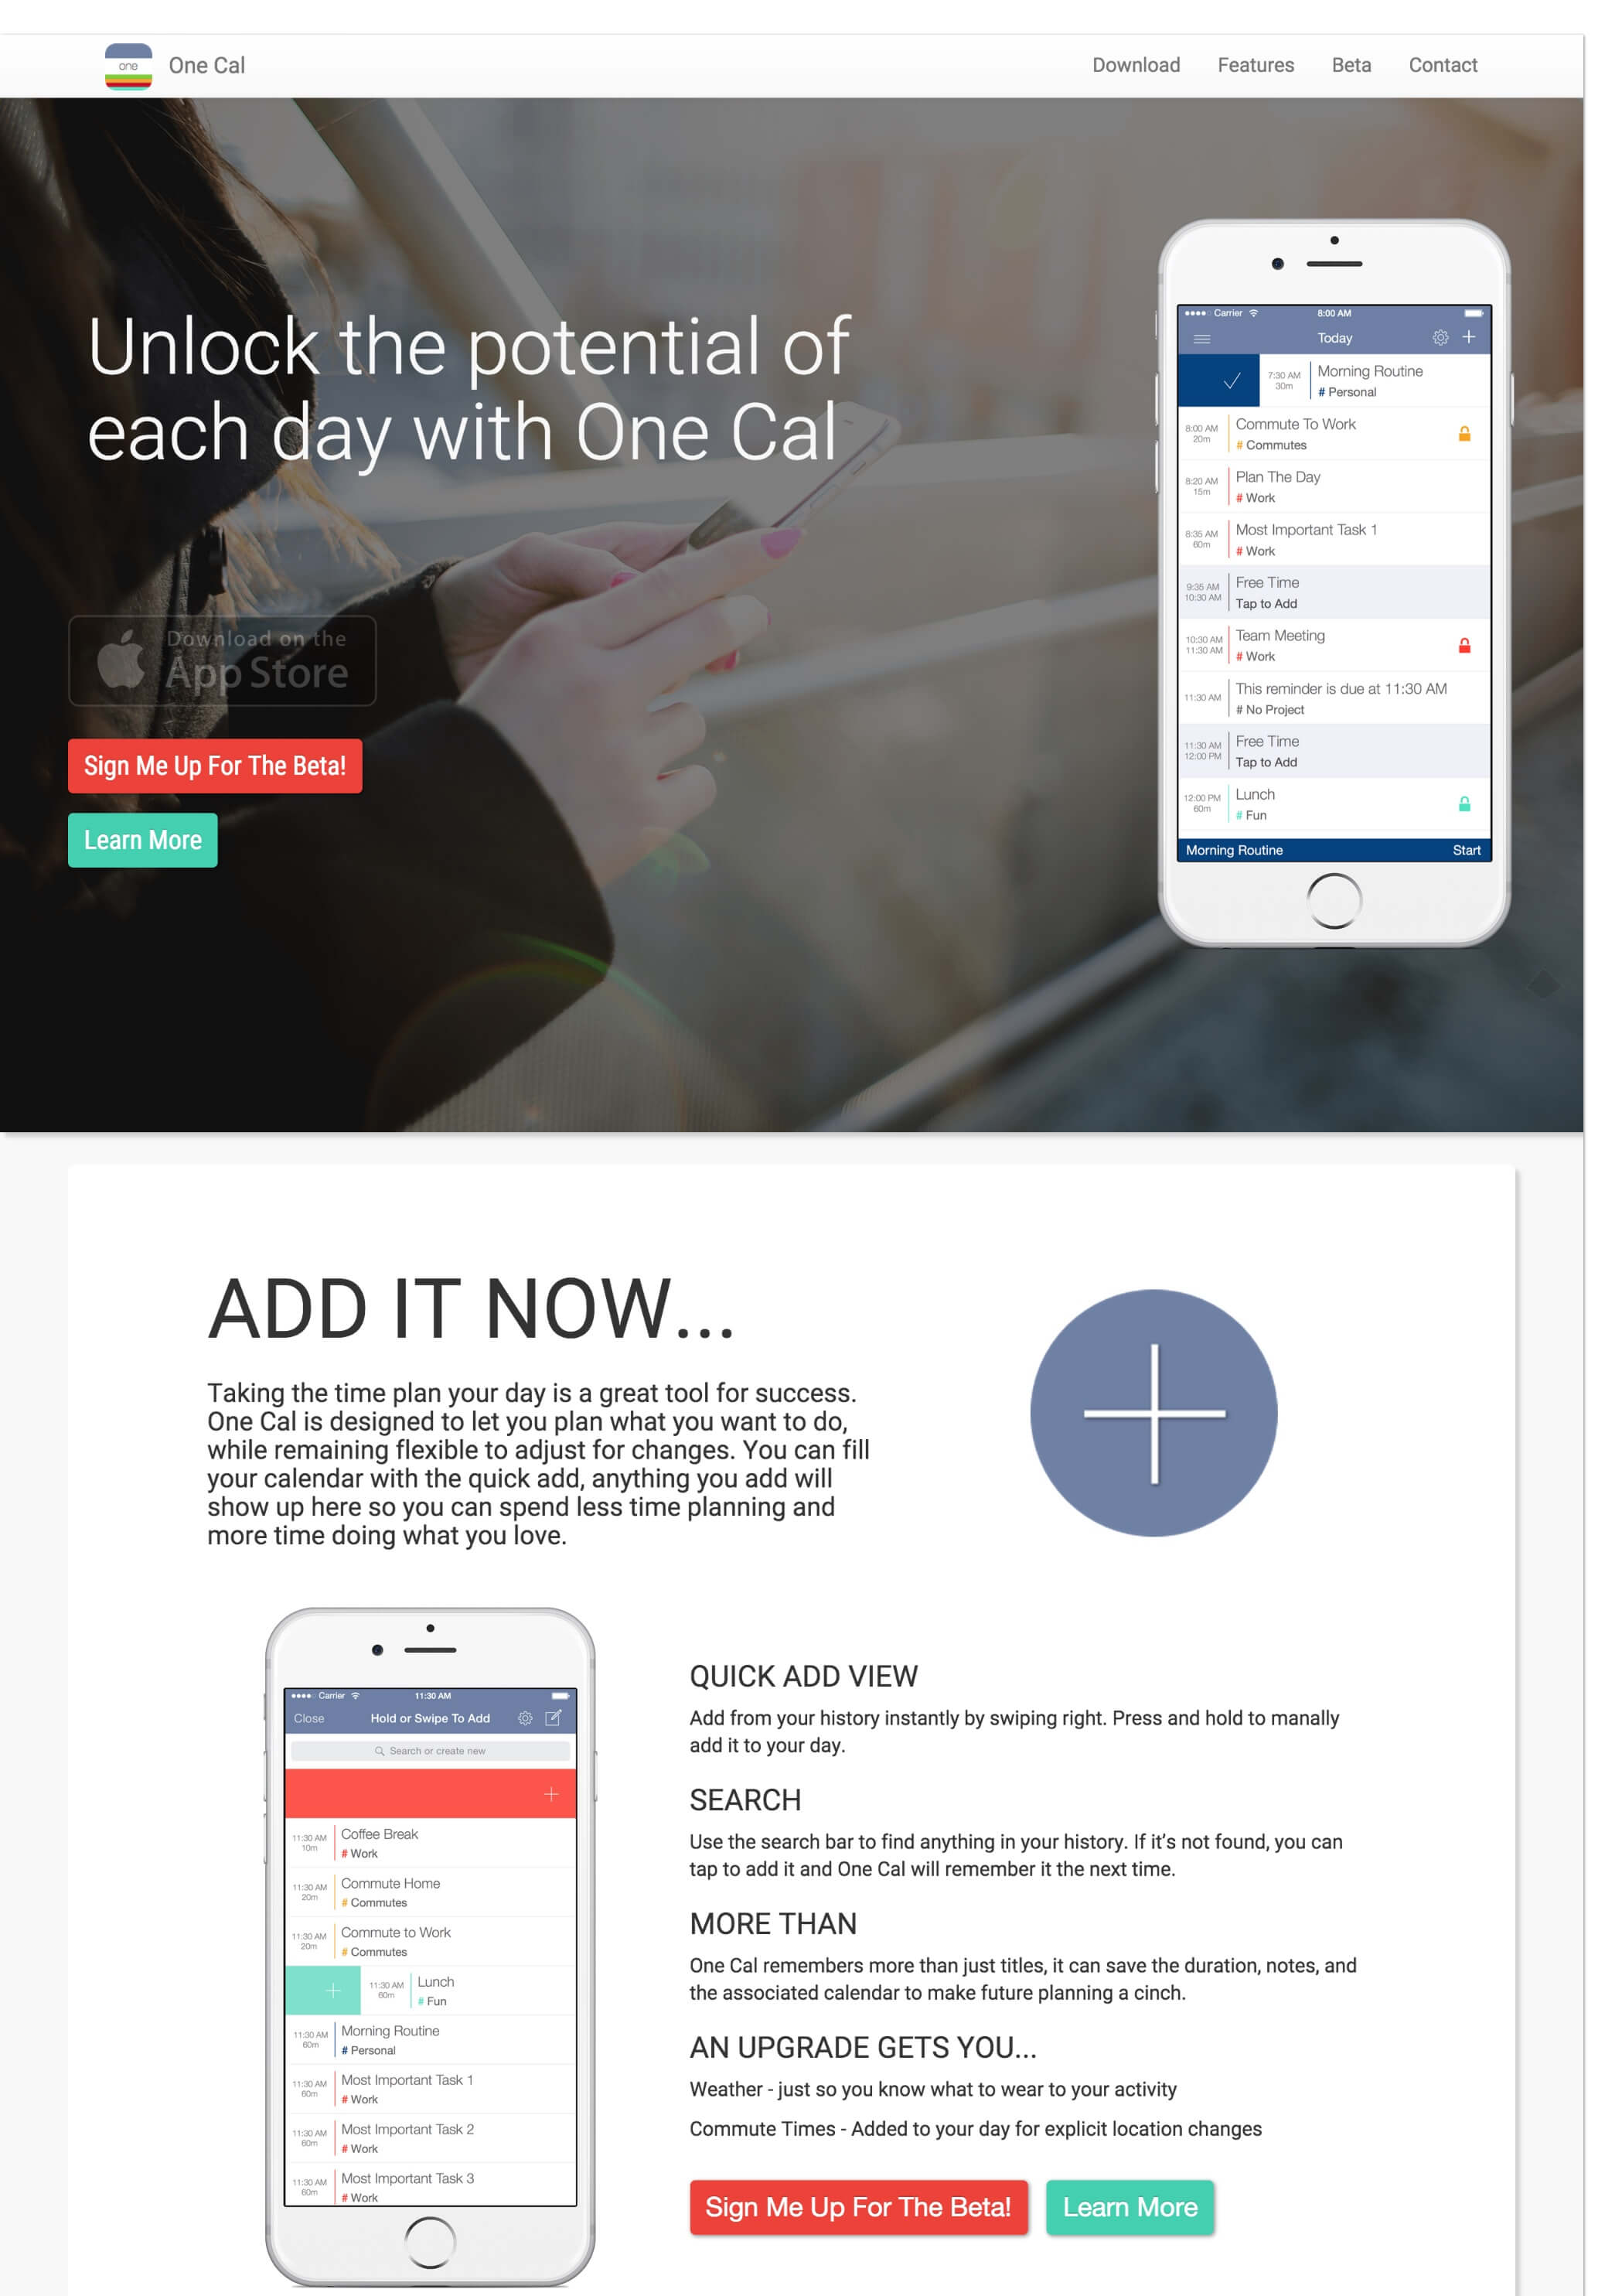 one
One Cal
Download
Features
Beta
Contact
Unlock the potential of
each day with One Cal
Download on the
App Store
Sign Me Up For The Beta!
Learn More
Carrier
8:00 AM
Today
7:30 AM
30m
Morning Routine
# Personal
8:00 AM
20m
Commute To Work
# Commutes
8:20 AM
15m
Plan The Day
# Work
8:35 AM
60m
Most Important Task 1
# Work
9:35 AM
10:30 AM
Free Time
Tap to Add
10:30 AM
11:30 AM
Team Meeting
# Work
11:30 AM
This reminder is due at 11:30 AM
# No Project
11:30 AM
12:00 PM
Free Time
Tap to Add
12:00 PM
60m
Lunch
# Fun
Morning Routine
Start
ADD IT NOW...
Taking the time plan your day is a great tool for success.
One Cal is designed to let you plan what you want to do,
while remaining flexible to adjust for changes. You can fill
your calendar with the quick add, anything you add will
show up here so you can spend less time planning and
more time doing what you love.
Carrier
11:30 AM
Close
Hold or Swipe To Add
Search or create new
11:30 AM
10m
Coffee Break
# Work
11:30 AM
20m
Commute Home
# Commutes
11:30 AM
20m
Commute to Work
# Commutes
11:30 AM
60m
Lunch
# Fun
11:30 AM
60m
Morning Routine
# Personal
11:30 AM
60m
Most Important Task 1
# Work
11:30 AM
60m
Most Important Task 2
# Work
11:30 AM
60m
Most Important Task 3
# Work
QUICK ADD VIEW
Add from your history instantly by swiping right. Press and hold to manally
add it to your day.
SEARCH
Use the search bar to find anything in your history. If it's not found, you can
tap to add it and One Cal will remember it the next time.
MORE THAN
One Cal remembers more than just titles, it can save the duration, notes, and
the associated calendar to make future planning a cinch.
AN UPGRADE GETS YOU...
Weather - just so you know what to wear to your activity
Commute Times - Added to your day for explicit location changes
Sign Me Up For The Beta!
Learn More